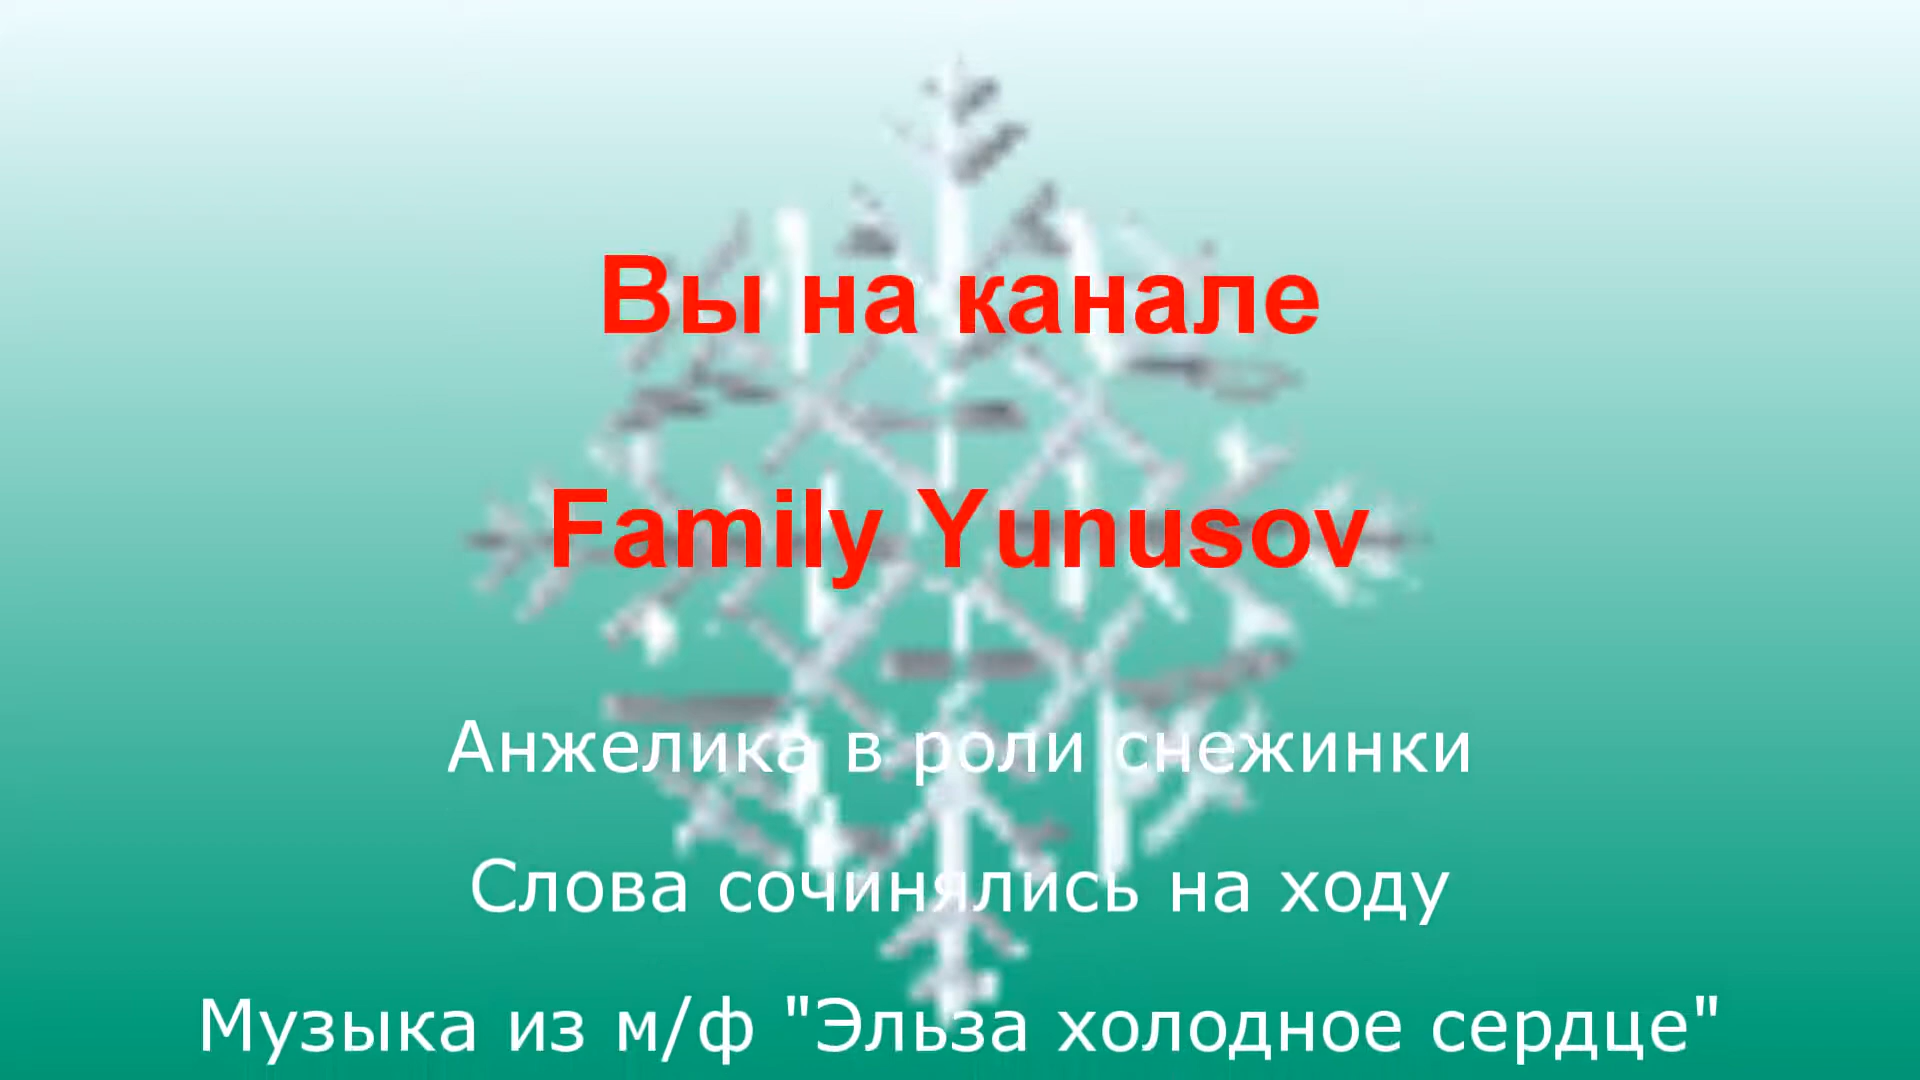 Вы на канале
Family Yunusov
Анжелика в роли снежинки
Слова сочинялись на ходу
Музыка из м/ф "Эльза холодное сердце"